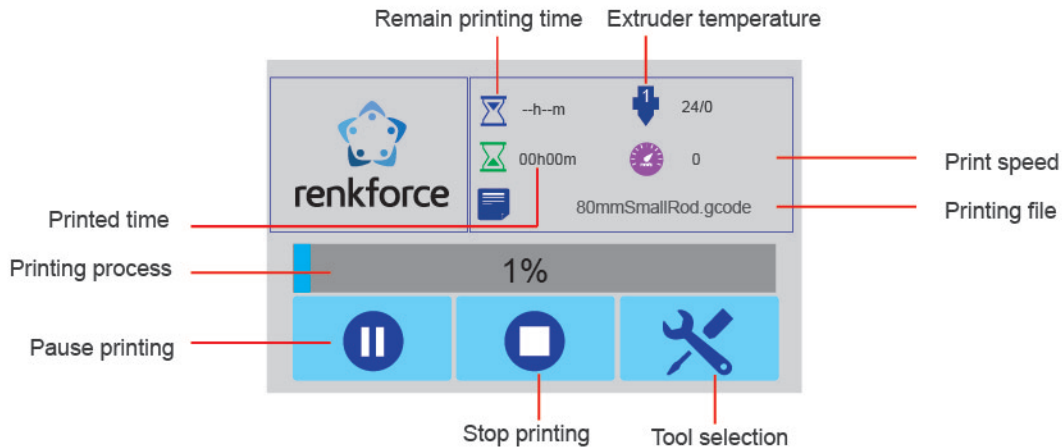 Remain printing time
Extruder temperature
--h--m
1
24/0
00h00m
0
Print speed
renkforce
80mmSmallRod.gcode
Printing file
Printed time
Printing process
1%
Pause printing
Stop printing
Tool selection